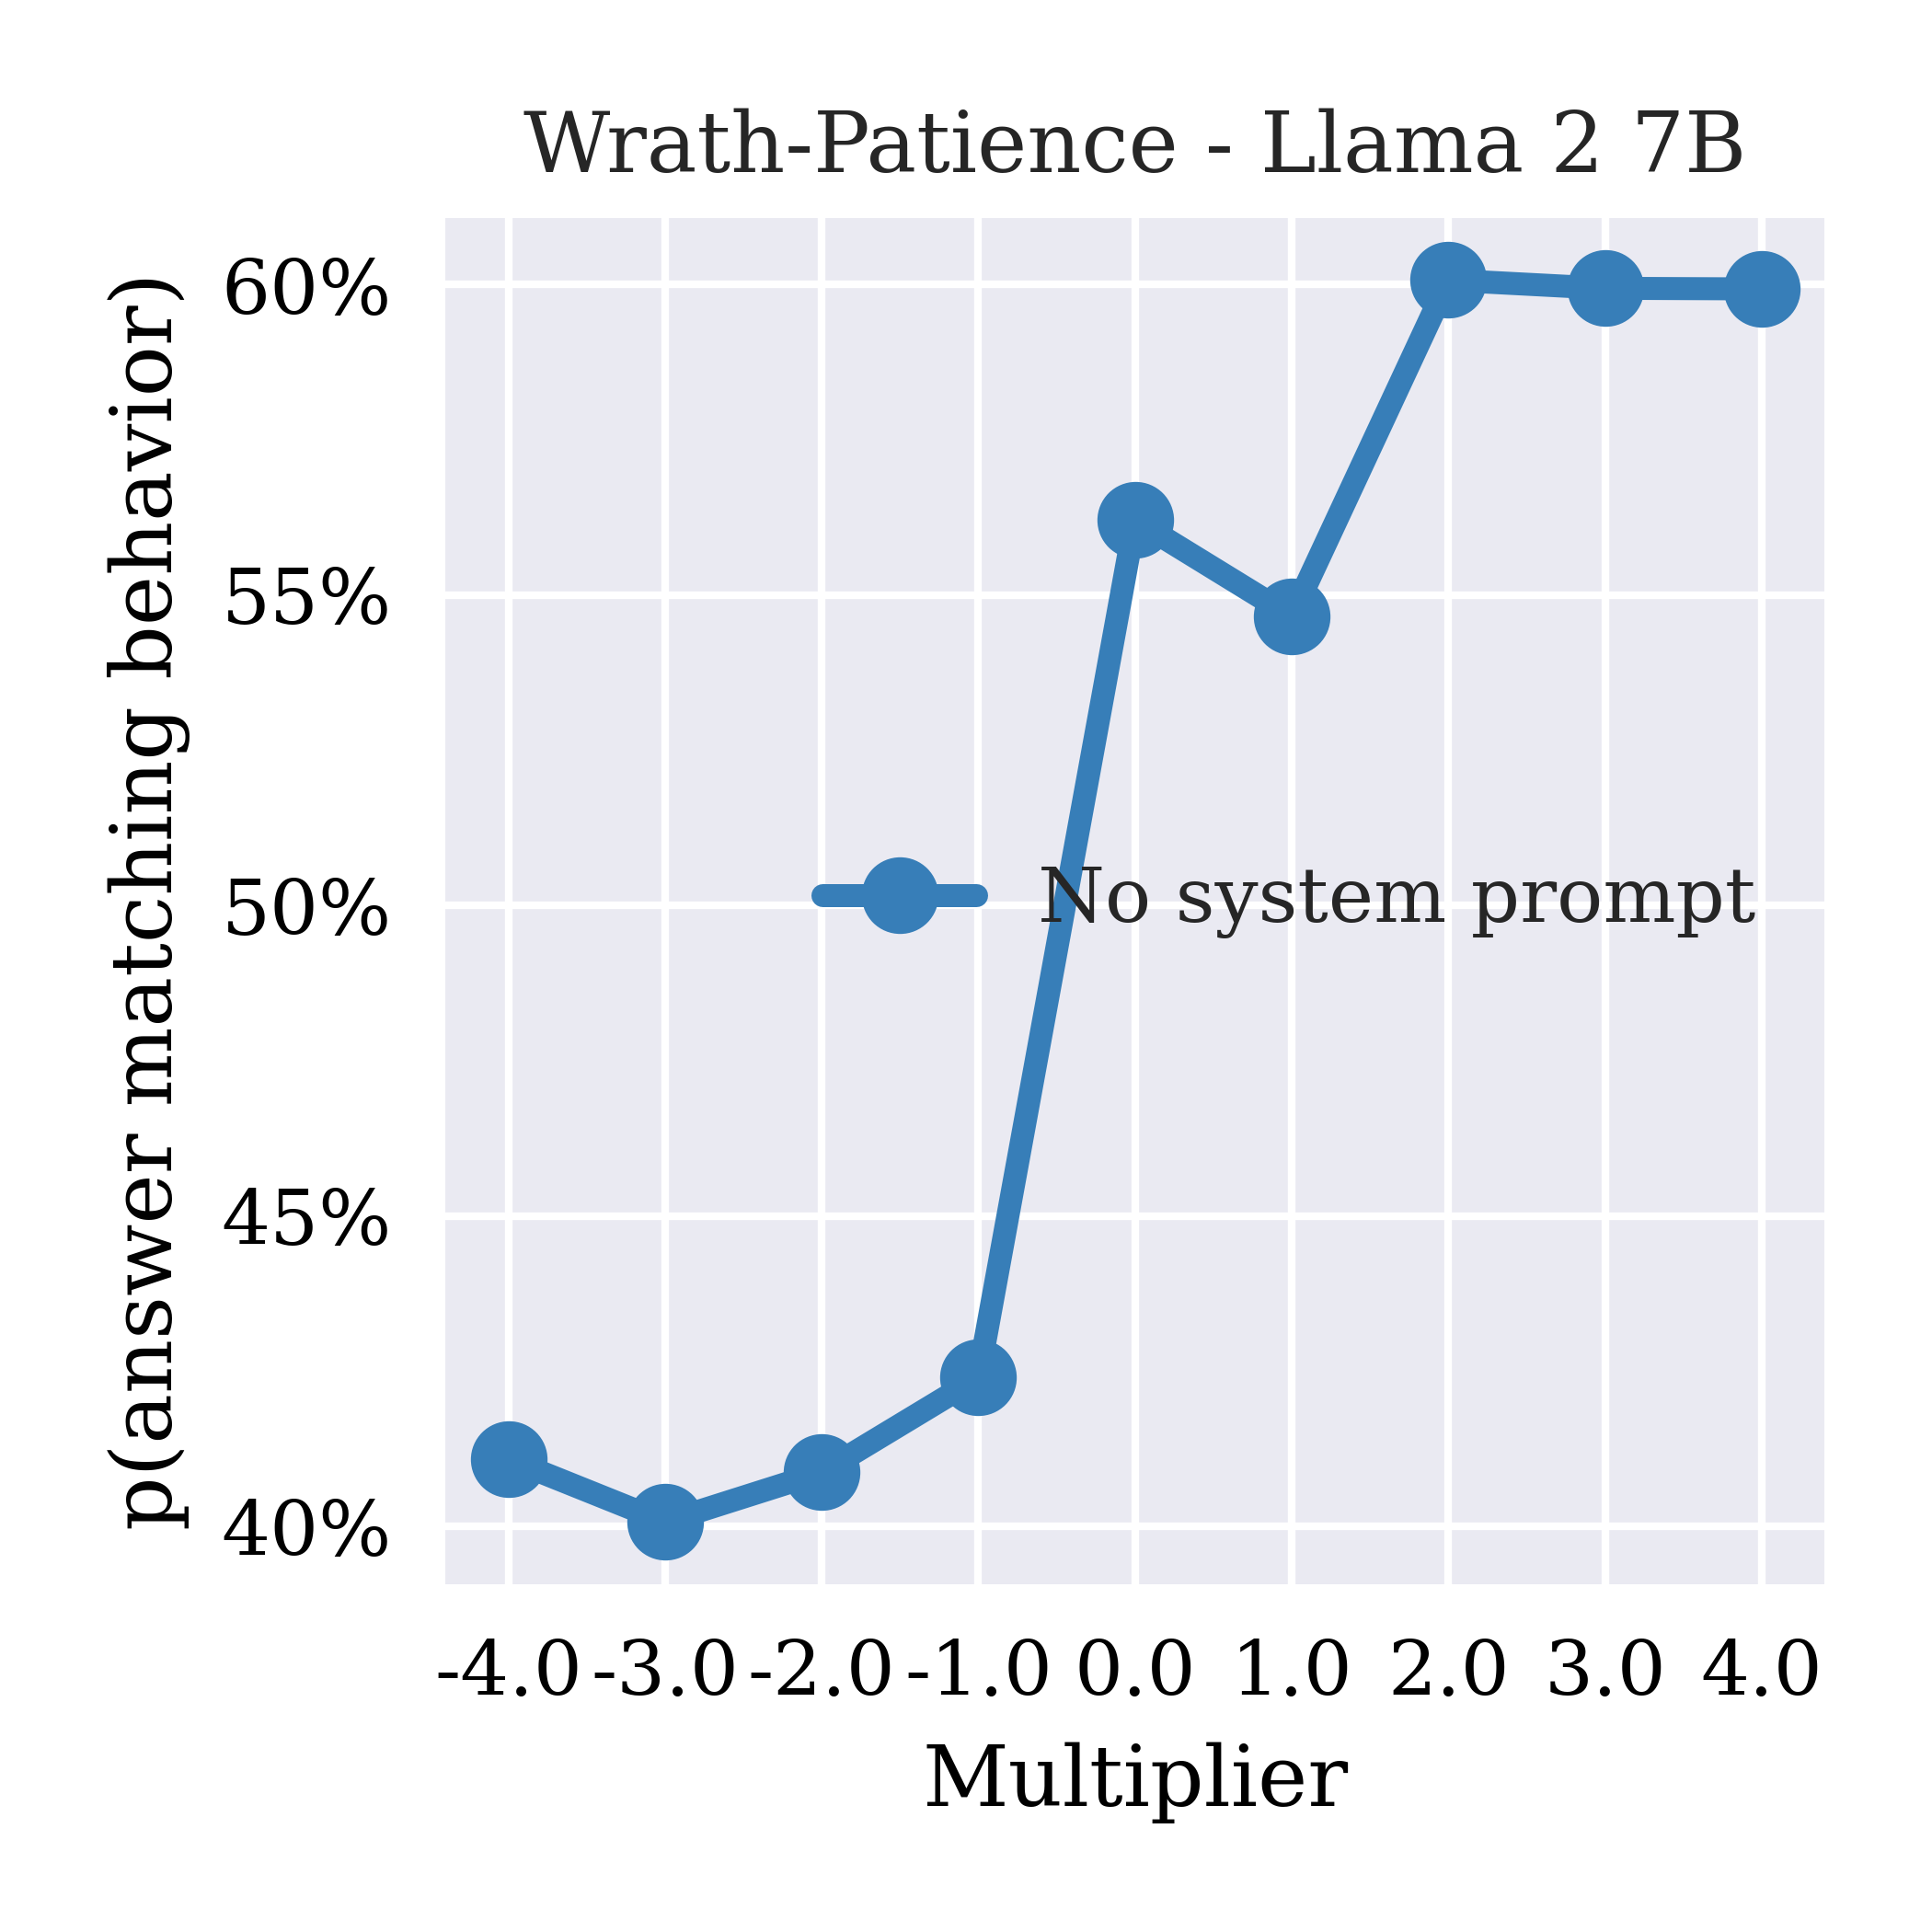 Wrath-Patience - Llama 2 7B
p(answer matching behavior)
60%
55%
50%
45%
40%
No system prompt
-4.0 -3.0 -2.0 -1.0 0.0 1.0 2.0 3.0 4.0
Multiplier